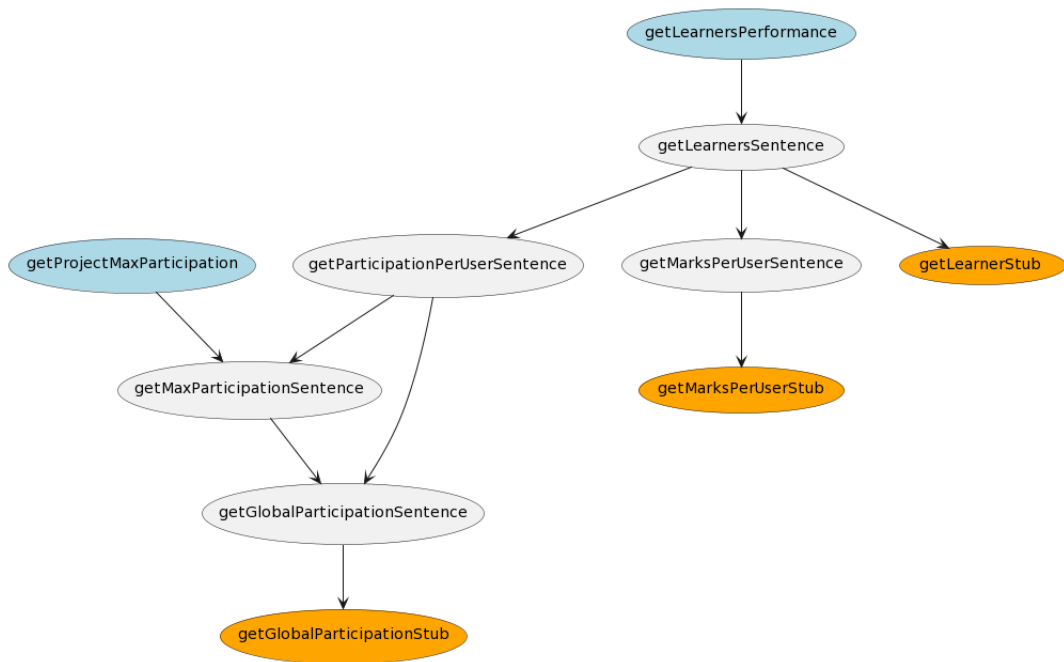 getLearnersPerformance
getLearnersSentence
getProjectMaxParticipation
getParticipationPerUserSentence
getMarksPerUserSentence
getLearnerStub
getMaxParticipationSentence
getMarksPerUserStub
getGlobalParticipationSentence
getGlobalParticipationStub